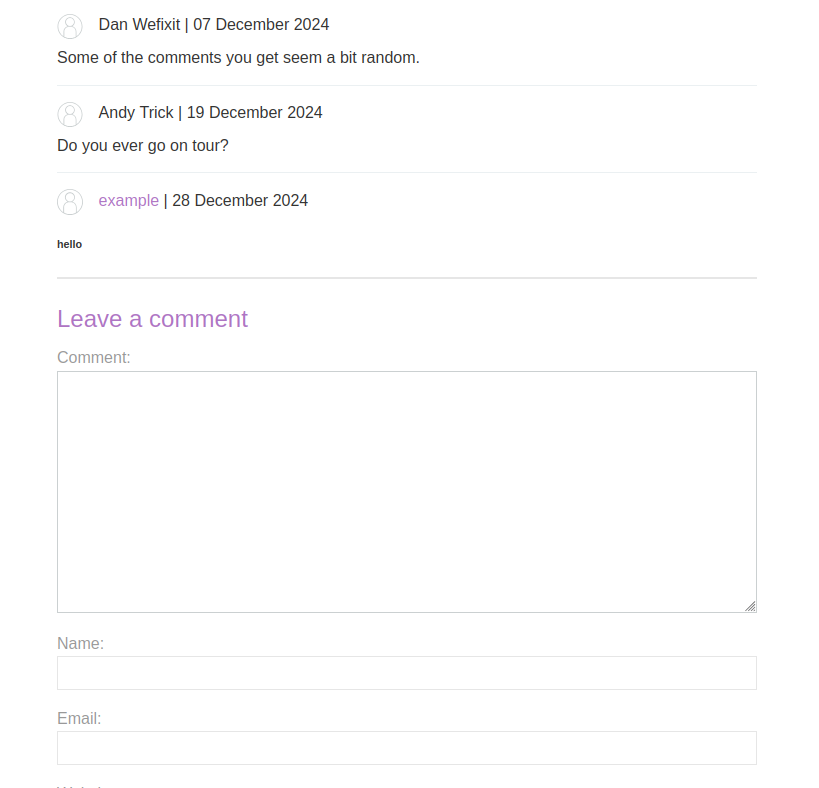 Dan Wefixit | 07 December 2024
Some of the comments you get seem a bit random.
Andy Trick | 19 December 2024
Do you ever go on tour?
example | 28 December 2024
hello
Leave a comment
Comment:
Name:
Email: